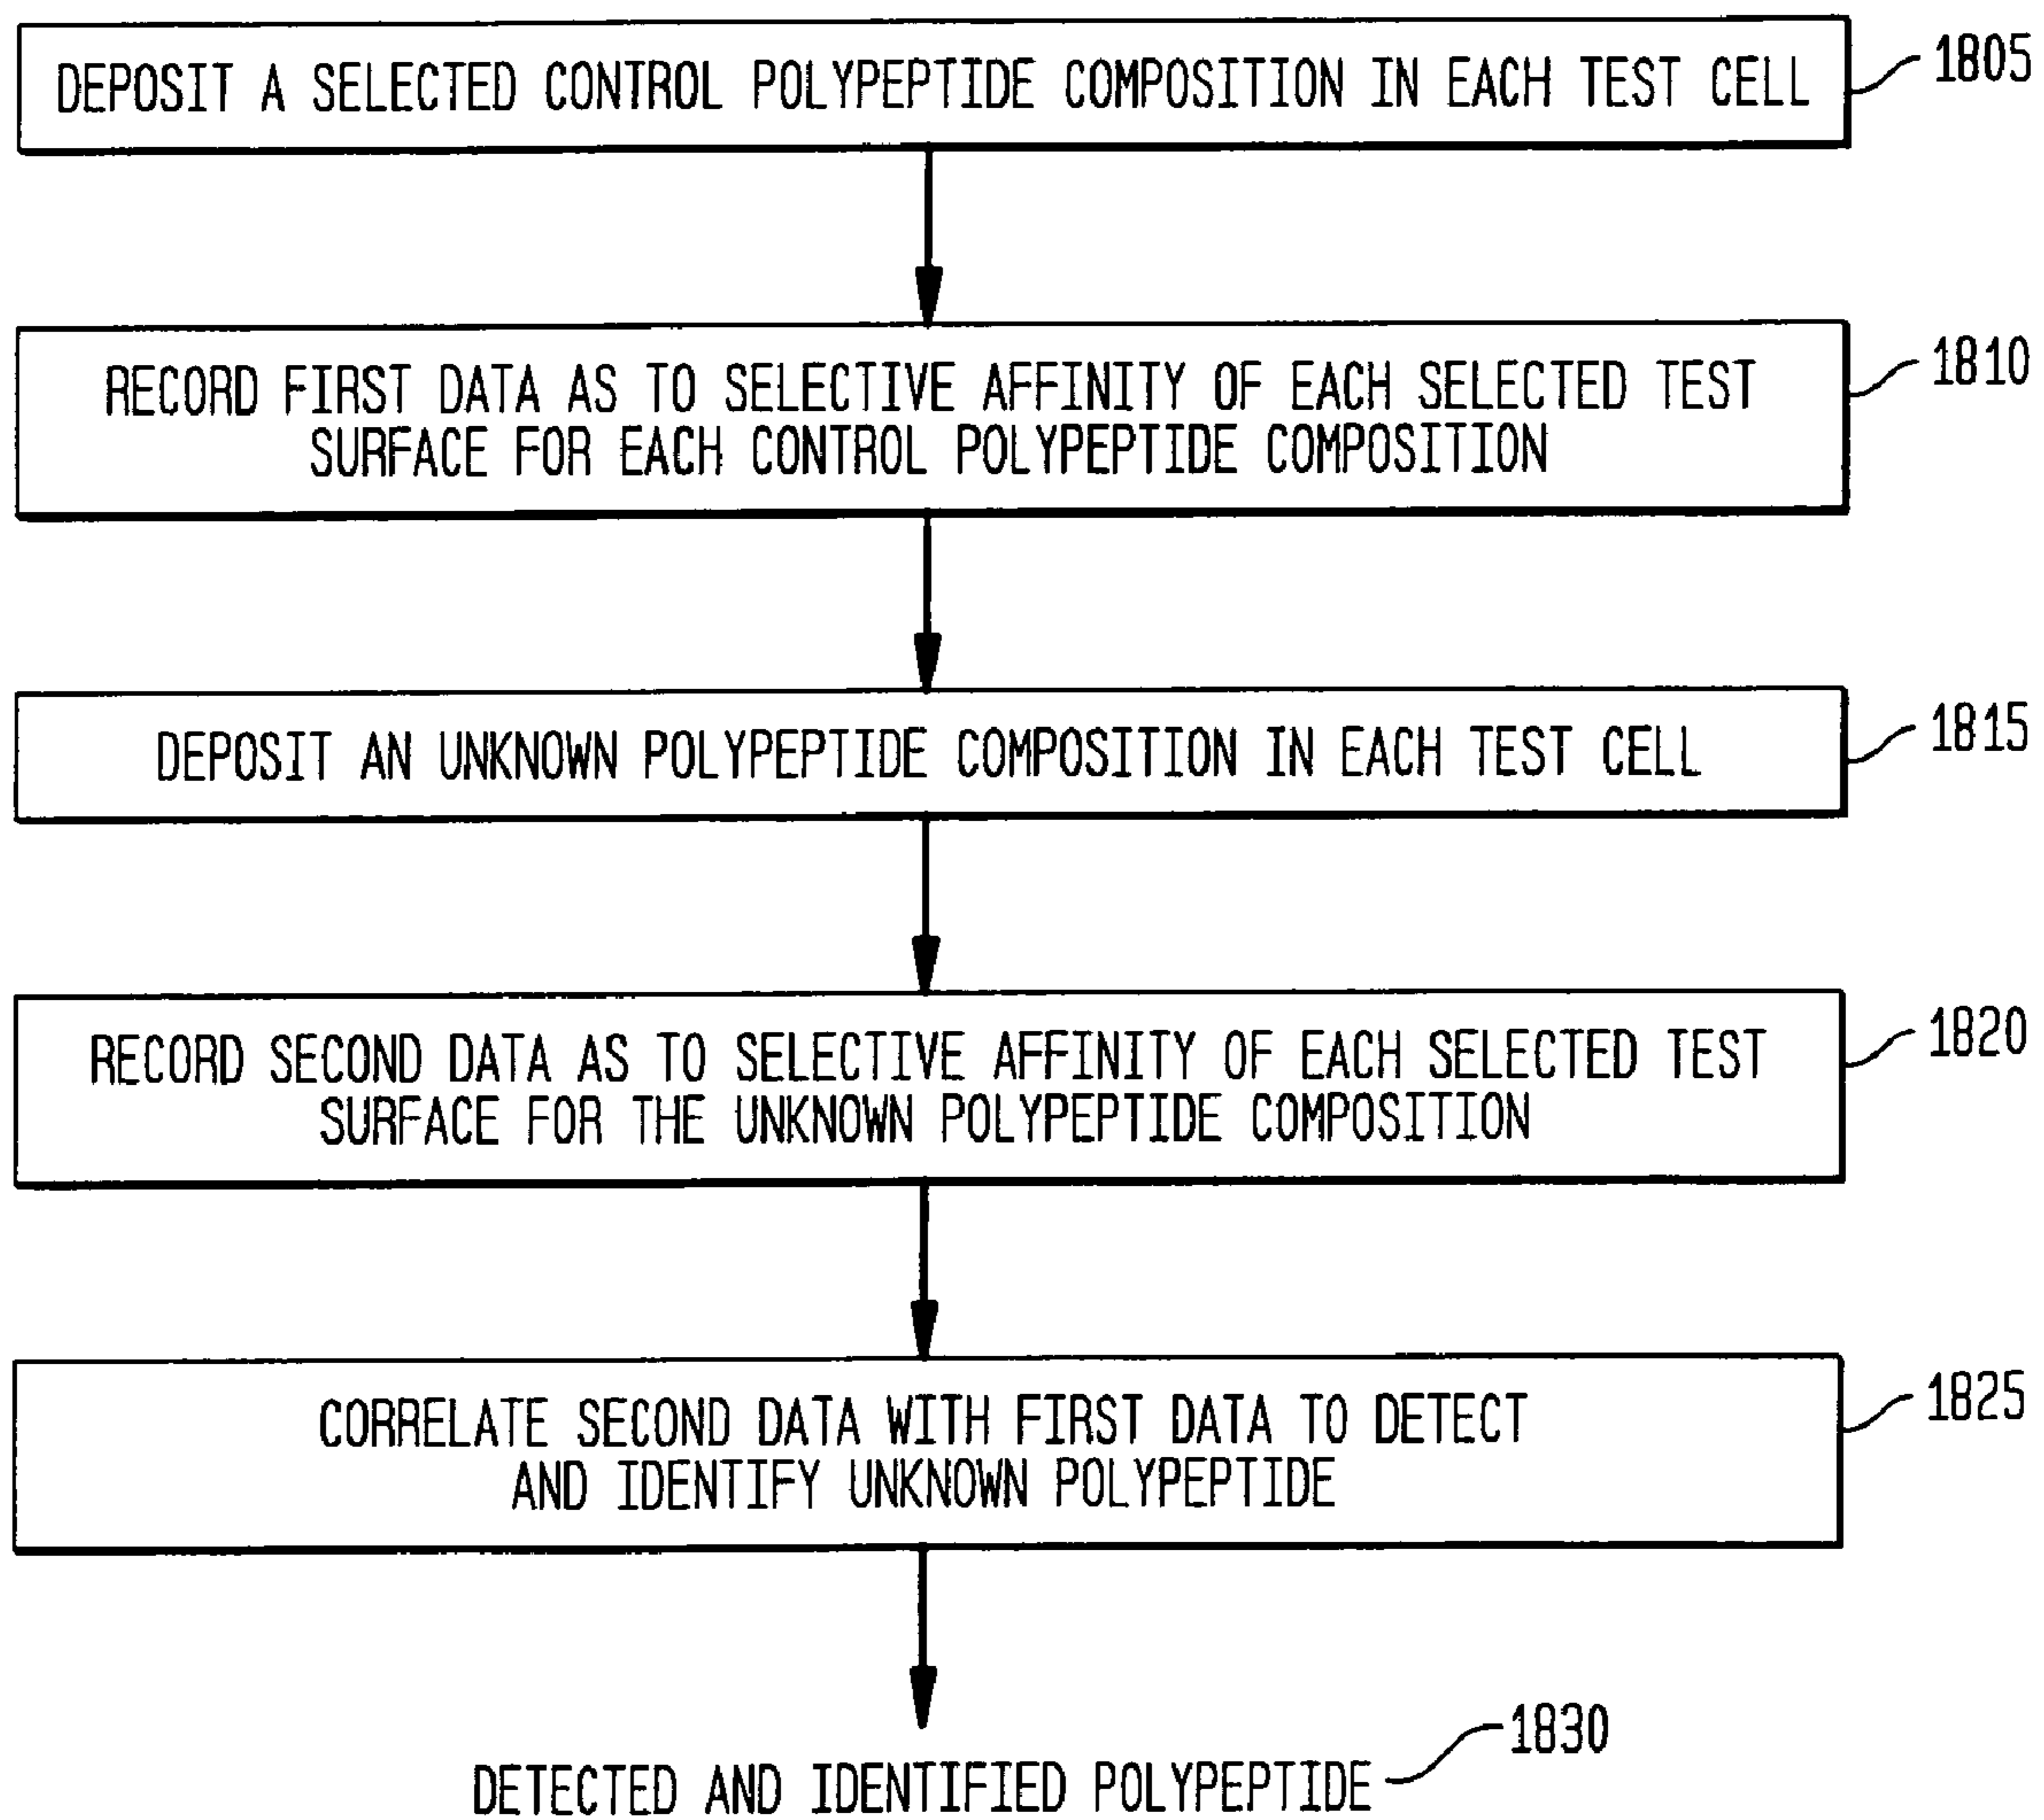 DEPOSIT A SELECTED CONTROL POLYPEPTIDE COMPOSITION IN EACH TEST CELL
1805
RECORD FIRST DATA AS TO SELECTIVE AFFINITY OF EACH SELECTED TEST
SURFACE FOR EACH CONTROL POLYPEPTIDE COMPOSITION
1810
DEPOSIT AN UNKNOWN POLYPEPTIDE COMPOSITION IN EACH TEST CELL
1815
RECORD SECOND DATA AS TO SELECTIVE AFFINITY OF EACH SELECTED TEST
SURFACE FOR THE UNKNOWN POLYPEPTIDE COMPOSITION
1820
CORRELATE SECOND DATA WITH FIRST DATA TO DETECT
AND IDENTIFY UNKNOWN POLYPEPTIDE
1825
DETECTED AND IDENTIFIED POLYPEPTIDE
1830